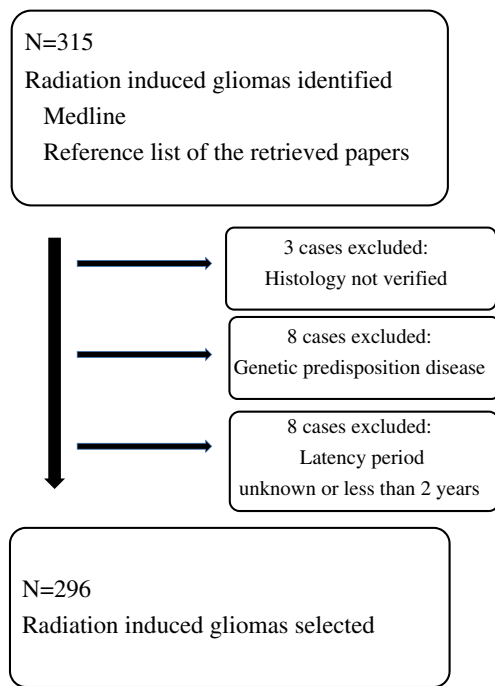 N=315
Radiation induced gliomas identified
Medline
Reference list of the retrieved papers
3 cases excluded:
Histology not verified
8 cases excluded:
Genetic predisposition disease
8 cases excluded:
Latency period
unknown or less than 2 years
N=296
Radiation induced gliomas selected